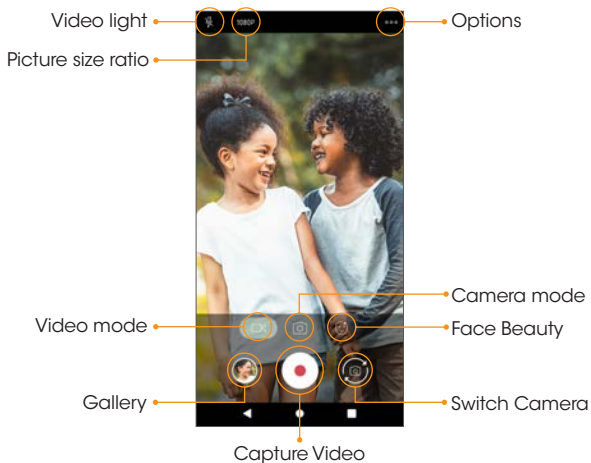 Video light
1080P
Options
Picture size ratio
Camera mode
Video mode
Face Beauty
Gallery
Switch Camera
Capture Video